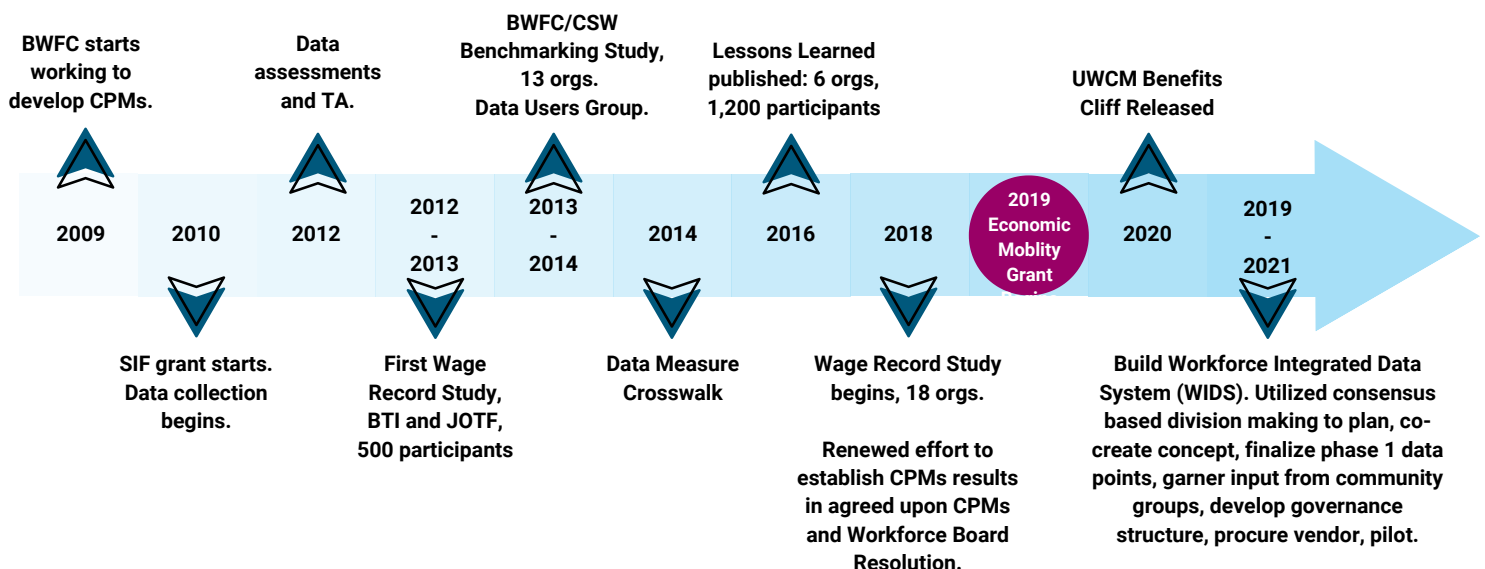 BWFC starts
working to
develop CPMs.
Data
assessments
and TA.
BWFC/CSW
Benchmarking Study,
13 orgs.
Data Users Group.
Lessons Learned
published: 6 orgs,
1,200 participants
UWCM Benefits
Cliff Released
2009
2010
2012
2012
-
2013
2013
-
2014
2014
2016
2018
2019
Economic
Moblity
Grant
2020
2019
-
2021
SIF grant starts.
Data collection
begins.
First Wage
Record Study,
BTI and JOTF,
500 participants
Data Measure
Crosswalk
Wage Record Study
begins, 18 orgs.
Renewed effort to
establish CPMs results
in agreed upon CPMs
and Workforce Board
Resolution.
Build Workforce Integrated Data
System (WIDS). Utilized consensus
based division making to plan, co-
create concept, finalize phase 1 data
points, garner input from community
groups, develop governance
structure, procure vendor, pilot.